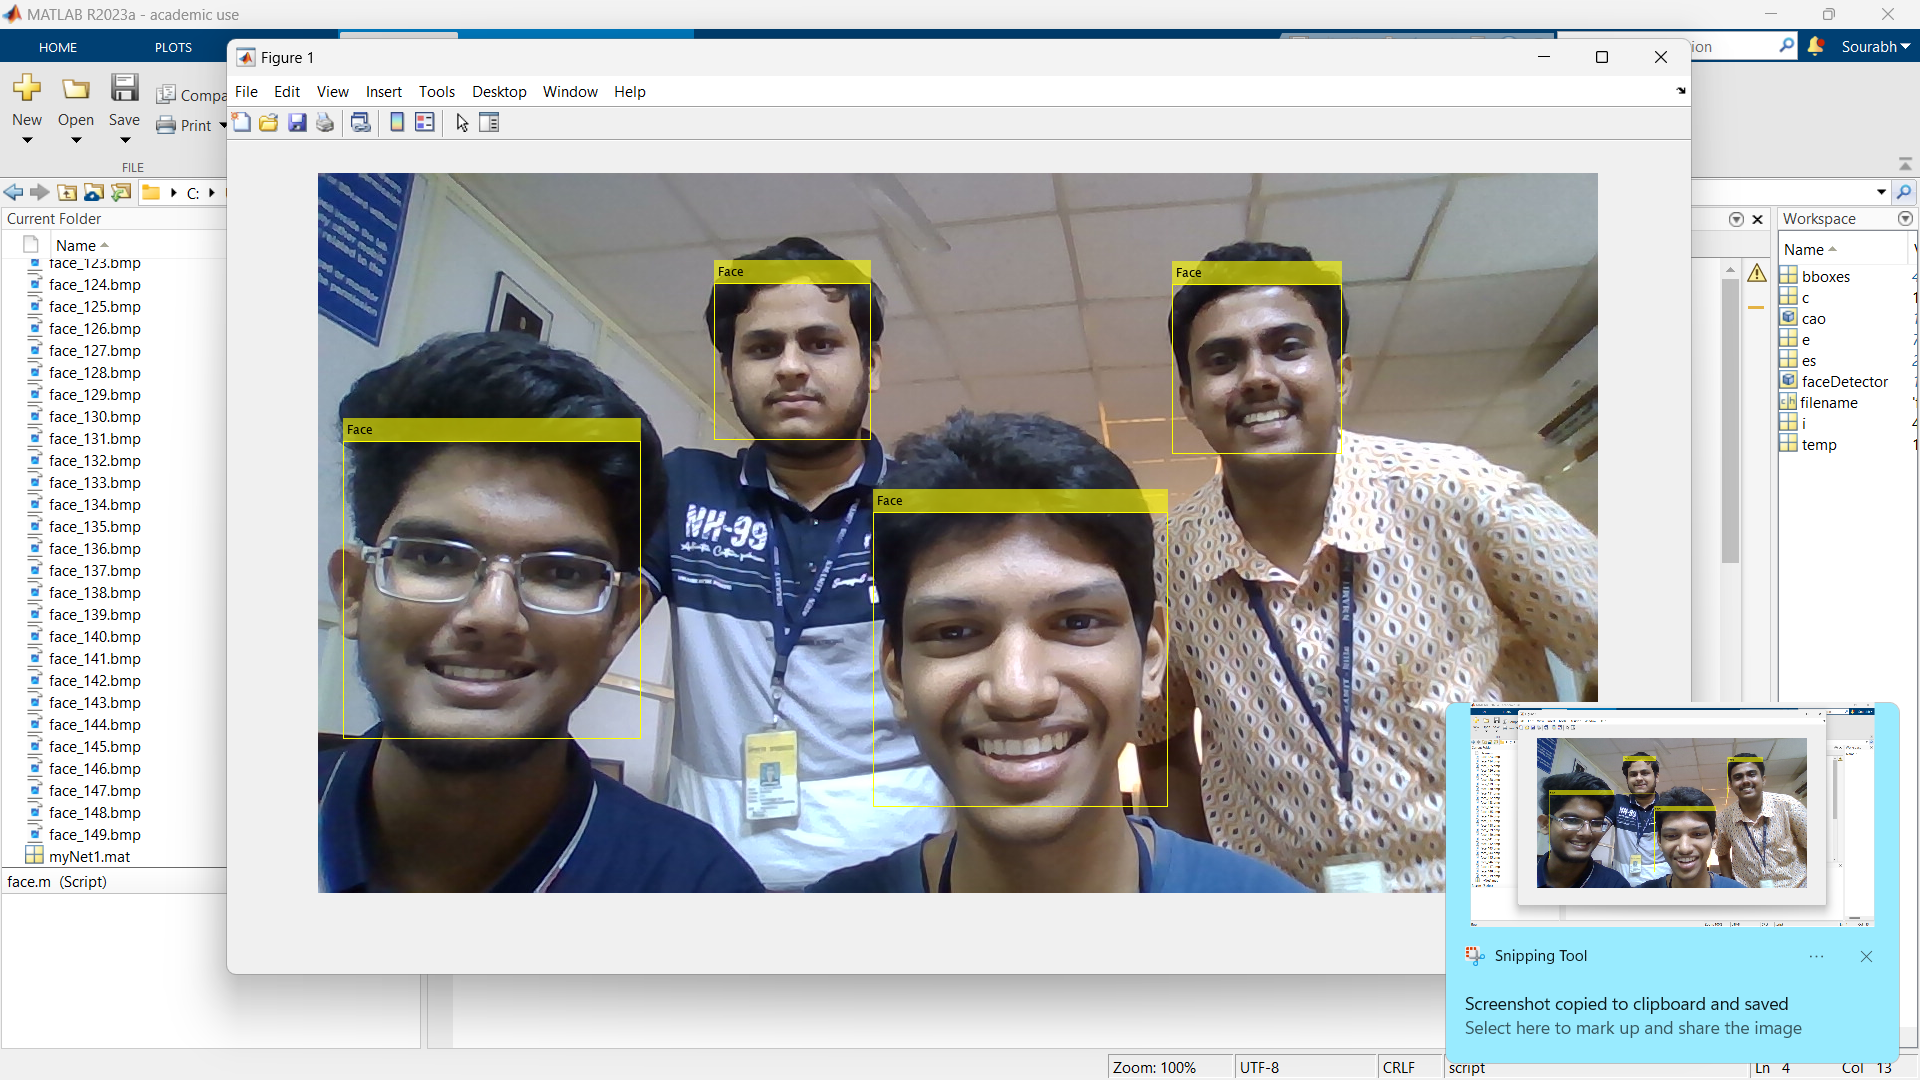 MATLAB R2023a - academic use
HOME
PLOTS
Sourabh
New
Open
Save
Print
FILE
C:
Figure 1
File Edit View Insert Tools Desktop Window Help
Current Folder
Name
face_123.bmp
face_124.bmp
face_125.bmp
face_126.bmp
face_127.bmp
face_128.bmp
face_129.bmp
face_130.bmp
face_131.bmp
face_132.bmp
face_133.bmp
face_134.bmp
face_135.bmp
face_136.bmp
face_137.bmp
face_138.bmp
face_139.bmp
face_140.bmp
face_141.bmp
face_142.bmp
face_143.bmp
face_144.bmp
face_145.bmp
face_146.bmp
face_147.bmp
face_148.bmp
face_149.bmp
myNet1.mat
face.m (Script)
Face
Face
Face
Face
NH-99
Workspace
Name
bboxes
c
cao
e
es
faceDetector
filename
i
temp
Snipping Tool
Screenshot copied to clipboard and saved
Select here to mark up and share the image
Zoom: 100%
UTF-8
CRLF
script
Ln 4
Col 13